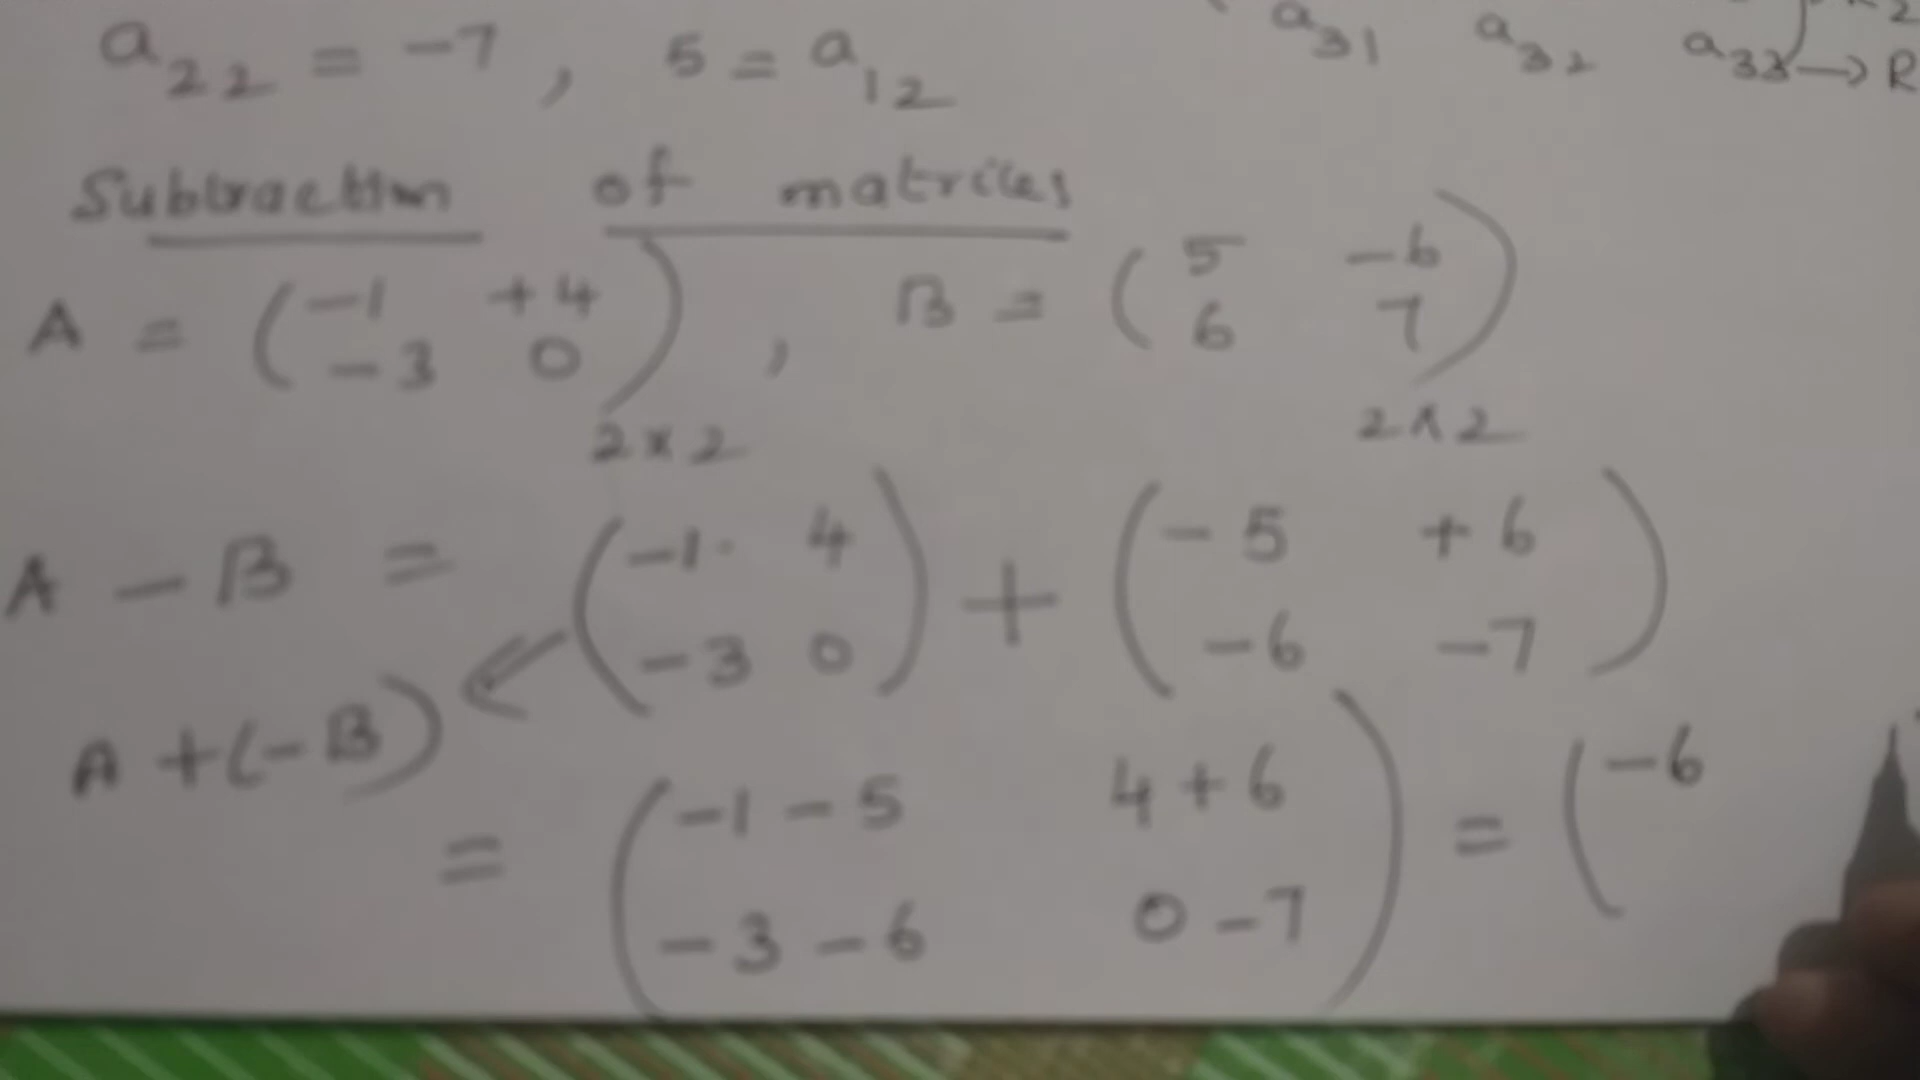 a31 a32 a33 → R
a22 = -7, 5 = a12
Subtraction of matrices
A = (-1 +4 -3 0) 2×2, B = (5 -6 6 7) 2×2
A - B = (-1 4 -3 0) + (-5 +6 -6 -7)
A + (-B)
= (-1 - 5 4 + 6 -3 - 6 0 - 7) = (-6